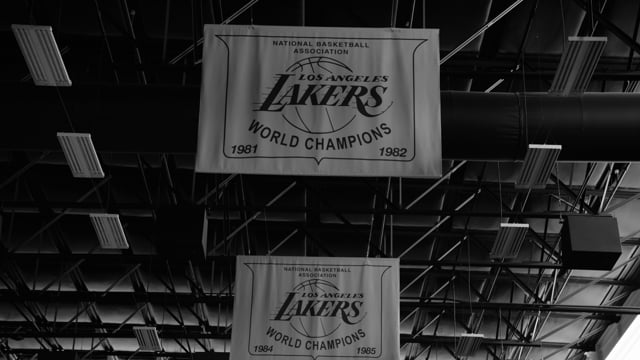 NATIONAL BASKETBALL
ASSOCIATION
LOS ANGELES
LAKERS
WORLD CHAMPIONS
1981 1982
NATIONAL BASKETBALL
ASSOCIATION
LOS ANGELES
LAKERS
WORLD CHAMPIONS
1984 1985